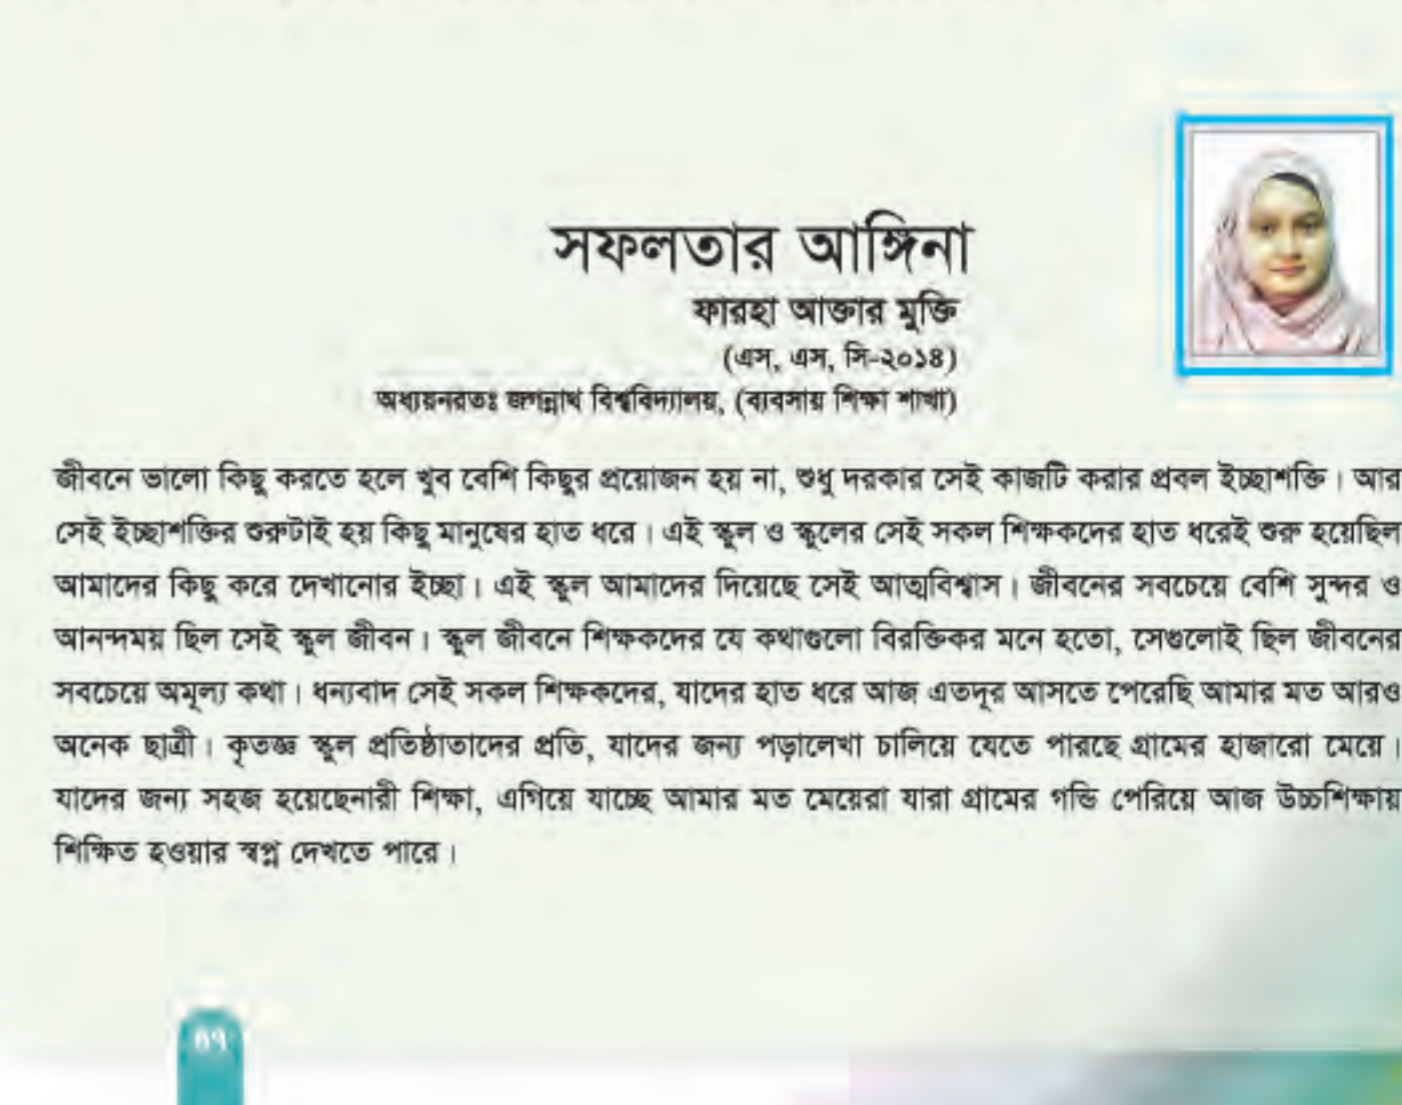 সফলতার আঙ্গিনা
ফারহা আক্তার মুক্তি
(এস, এস, সি-২০১৪)
অধ্যয়নরতঃ জগন্নাথ বিশ্ববিদ্যালয়, (ব্যবসায় শিক্ষা শাখা)
জীবনে ভালো কিছু করতে হলে খুব বেশি কিছুর প্রয়োজন হয় না, শুধু দরকার সেই কাজটি করার প্রবল ইচ্ছাশক্তি। আর
সেই ইচ্ছাশক্তির শুরুটাই হয় কিছু মানুষের হাত ধরে। এই স্কুল ও স্কুলের সেই সকল শিক্ষকদের হাত ধরেই শুরু হয়েছিল
আমাদের কিছু করে দেখানোর ইচ্ছা। এই স্কুল আমাদের দিয়েছে সেই আত্মবিশ্বাস। জীবনের সবচেয়ে বেশি সুন্দর ও
আনন্দময় ছিল সেই স্কুল জীবন। স্কুল জীবনে শিক্ষকদের যে কথাগুলো বিরক্তিকর মনে হতো, সেগুলোই ছিল জীবনের
সবচেয়ে অমূল্য কথা। ধন্যবাদ সেই সকল শিক্ষকদের, যাদের হাত ধরে আজ এতদূর আসতে পেরেছি আমার মত আরও
অনেক ছাত্রী। কৃতজ্ঞ স্কুল প্রতিষ্ঠাতাদের প্রতি, যাদের জন্য পড়ালেখা চালিয়ে যেতে পারছে গ্রামের হাজারো মেয়ে।
যাদের জন্য সহজ হয়েছেনারী শিক্ষা, এগিয়ে যাচ্ছে আমার মত মেয়েরা যারা গ্রামের গন্ডি পেরিয়ে আজ উচ্চশিক্ষায়
শিক্ষিত হওয়ার স্বপ্ন দেখতে পারে।